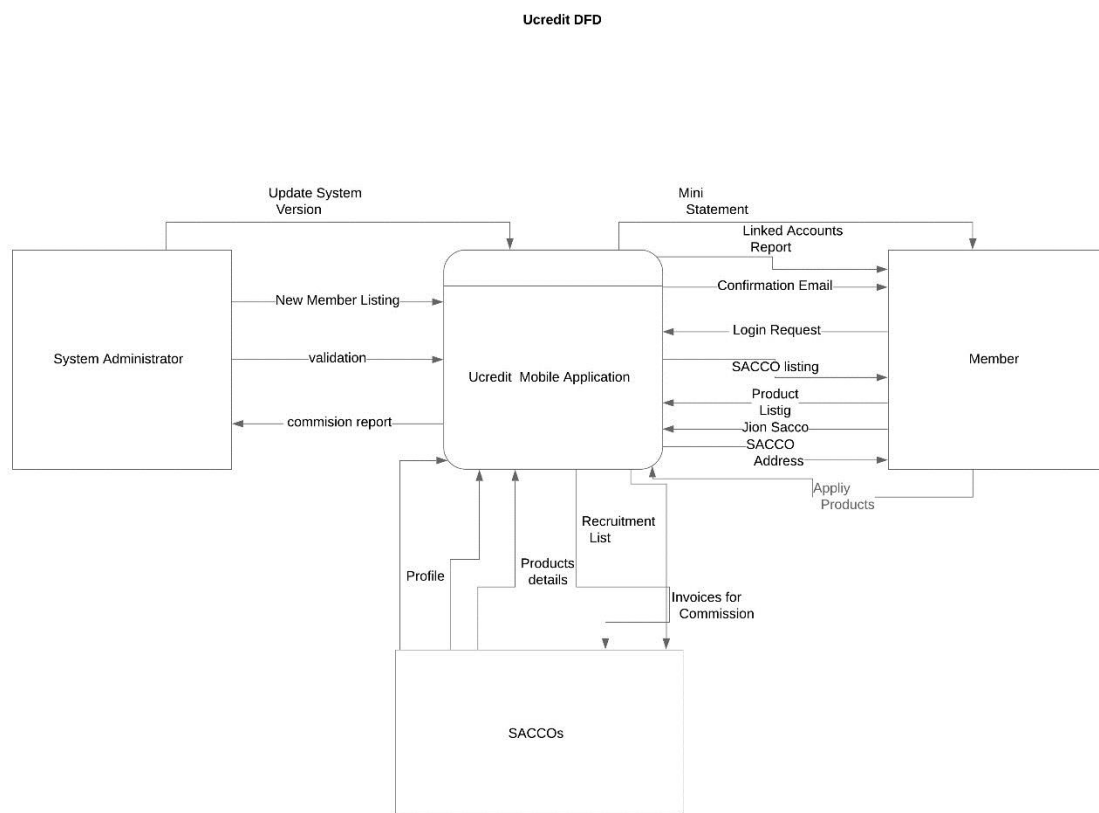 Ucredit DFD
Update System
Version
Mini
Statement
Linked Accounts
Report
New Member Listing
Confirmation Email
Login Request
System Administrator
validation
Ucredit Mobile Application
SACCO listing
Member
Product
Listig
commision report
Jion Sacco
SACCO
Address
Appliy
Products
Recruitment
List
Profile
Products
details
Invoices for
Commission
SACCOs